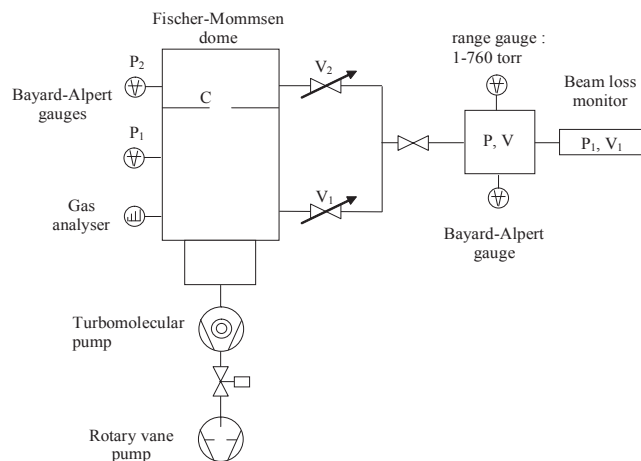 Fischer-Mommsen
dome
range gauge :
1-760 torr
P2
V2
Bayard-Alpert
gauges
C
Beam loss
monitor
P1
P, V
P1, V1
Gas
analyser
V1
Bayard-Alpert
gauge
Turbomolecular
pump
Rotary vane
pump